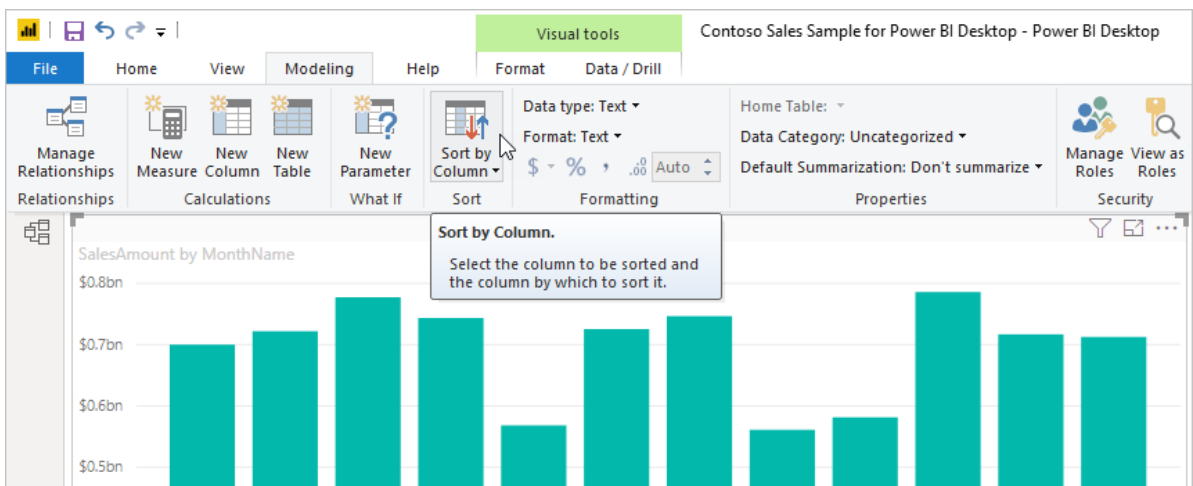 Visual tools
Contoso Sales Sample for Power BI Desktop - Power BI Desktop
File Home View Modeling Help Format Data / Drill
Manage Relationships
New Measure
New Column
New Table
New Parameter
Sort by Column
Data type: Text
Format: Text
$ % , .00 Auto
Home Table:
Data Category: Uncategorized
Default Summarization: Don't summarize
Manage Roles
View as Roles
Relationships Calculations What If Sort Formatting Properties Security
Sort by Column.
Select the column to be sorted and
the column by which to sort it.
SalesAmount by MonthName
$0.8bn
$0.7bn
$0.6bn
$0.5bn